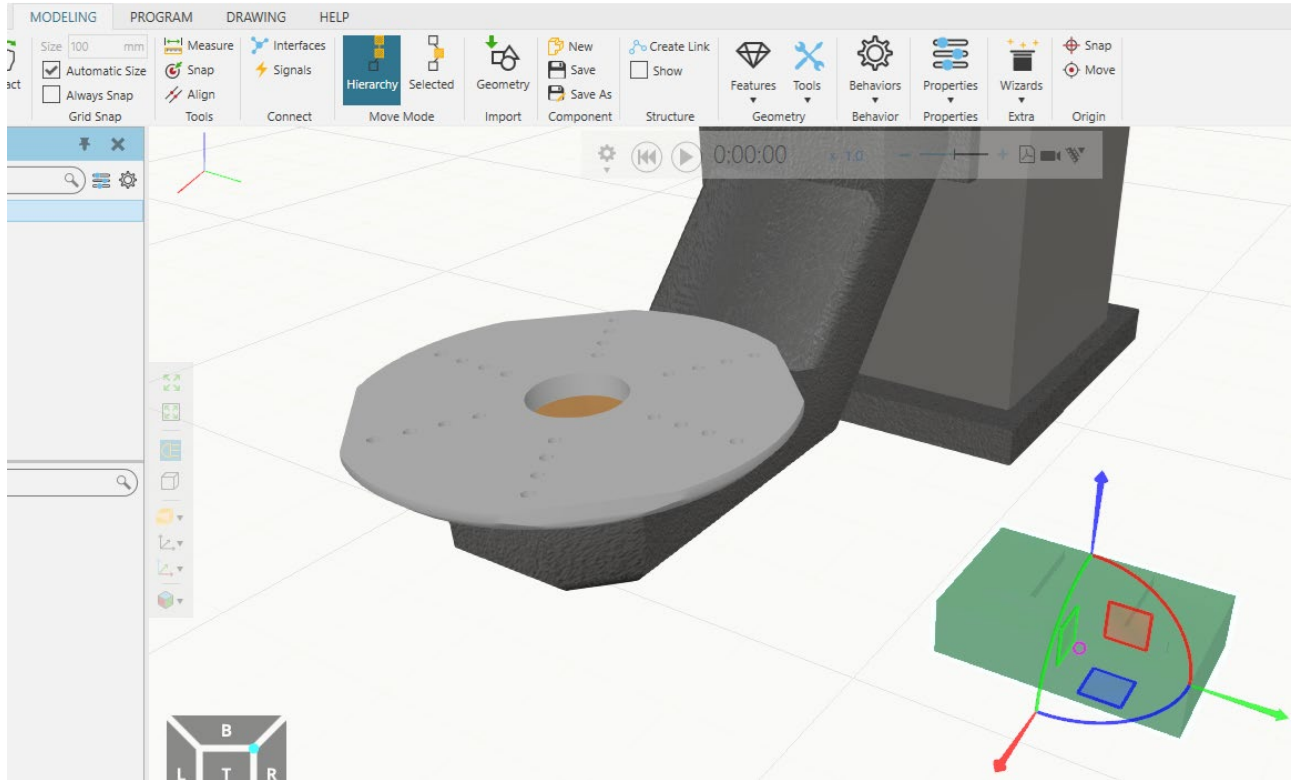 MODELING PROGRAM DRAWING HELP
Size 100 mm Measure Interfaces New Create Link Snap
act Automatic Size Snap Signals Hierarchy Selected Geometry Save Show Features Tools Behaviors Properties Wizards Move
Always Snap Align Save As
Grid Snap Tools Connect Move Mode Import Component Structure Geometry Behavior Properties Extra Origin
0:00:00 x 1.0
B
L T R